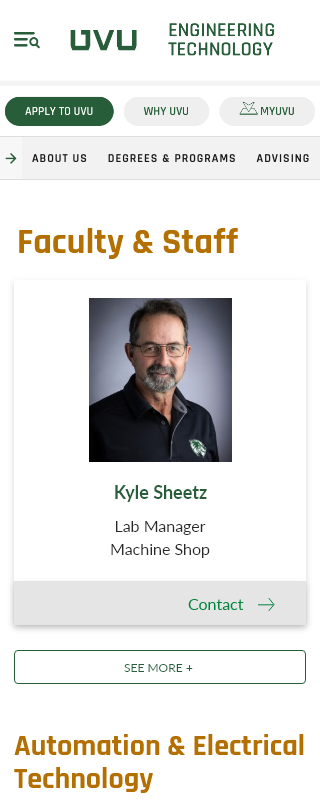 UVU
ENGINEERING
TECHNOLOGY
APPLY TO UVU
WHY UVU
MYUVU
ABOUT US
DEGREES & PROGRAMS
ADVISING
Faculty & Staff
Kyle Sheetz
Lab Manager
Machine Shop
Contact
SEE MORE +
Automation & Electrical
Technology